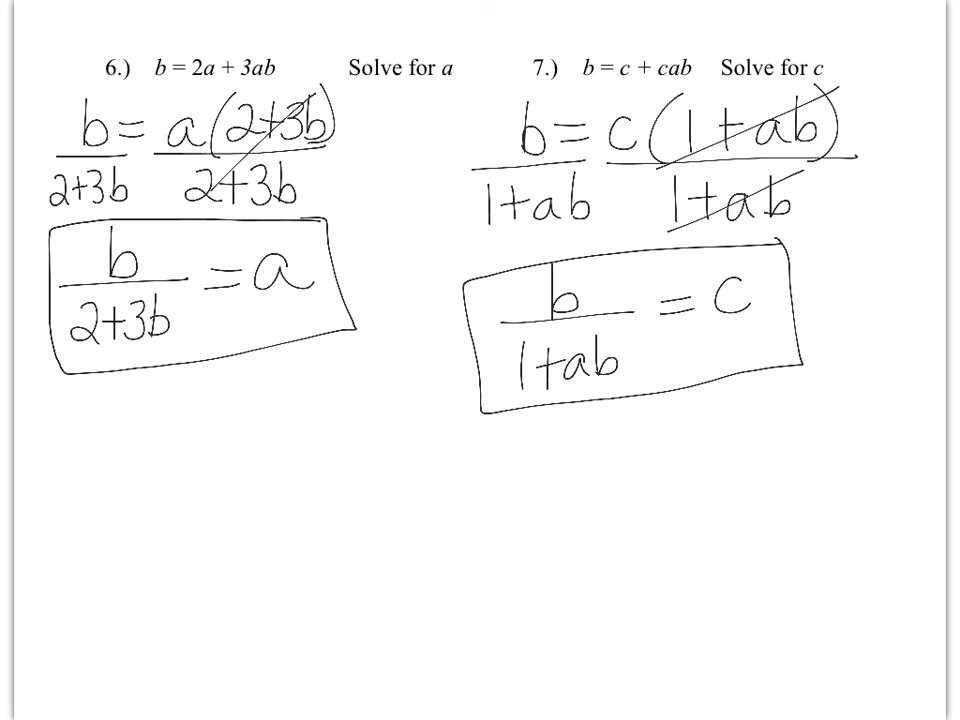 6.) b = 2a + 3ab Solve for a
b = a(2+3b)
2+3b 2+3b
b
2+3b
= a
7.) b = c + cab Solve for c
b = c(1+ab)
1+ab 1+ab
b
1+ab
= c